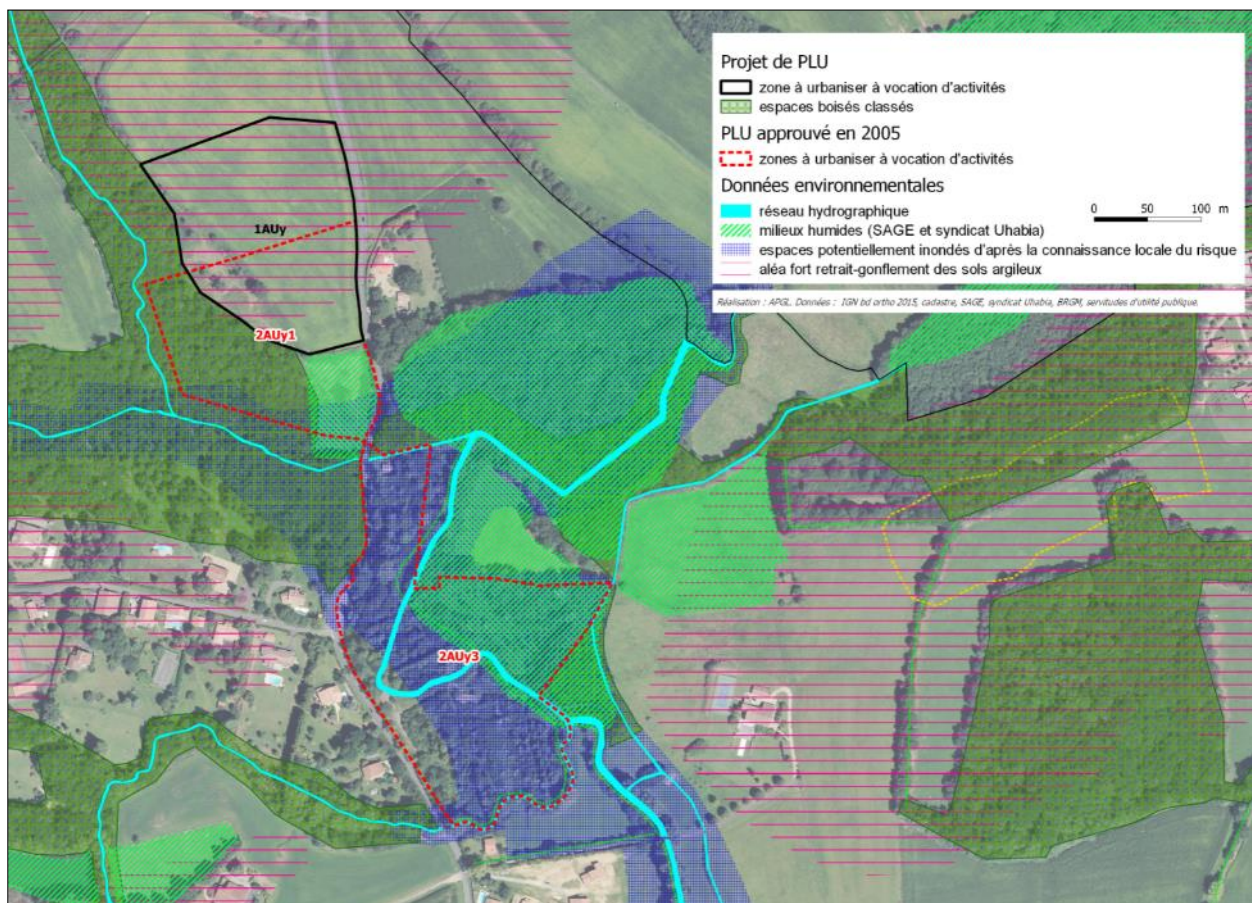 Projet de PLU
zone à urbaniser à vocation d'activités
espaces boisés classés
PLU approuvé en 2005
zones à urbaniser à vocation d'activités
Données environnementales
réseau hydrographique
0 50 100 m
milieux humides (SAGE et syndicat Uhabia)
espaces potentiellement inondés d'après la connaissance locale du risque
aléa fort retrait-gonflement des sols argileux
Réalisation : APGL. Données : IGN bd ortho 2015, cadastre, SAGE, syndicat Uhabia, BRGM, servitudes d'utilité publique.
1AUy
2AUy1
2AUy3